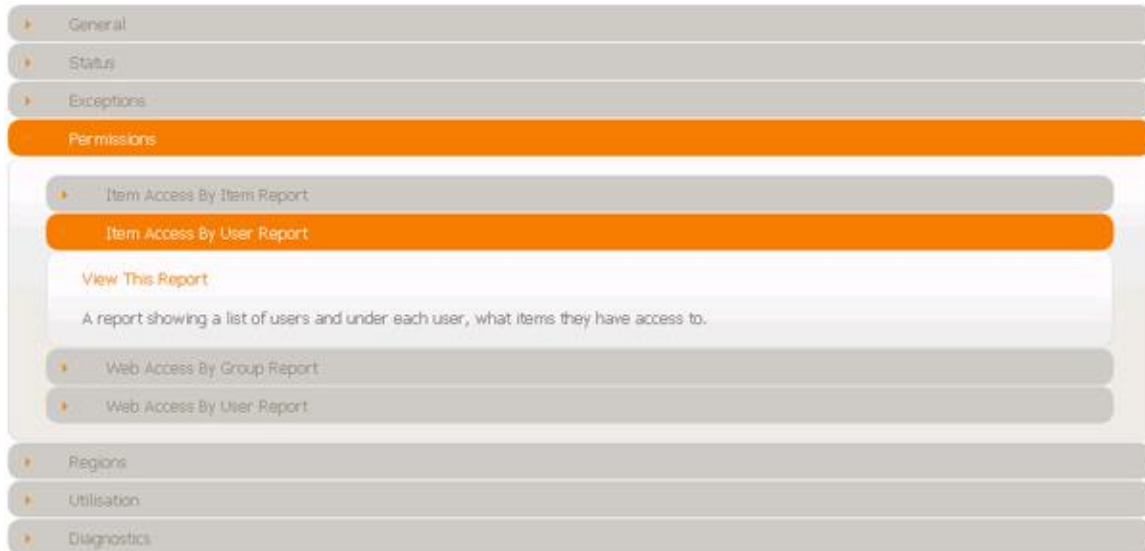 General
Status
Exceptions
Permissions
Item Access By Item Report
Item Access By User Report
View This Report
A report showing a list of users and under each user, what items they have access to.
Web Access By Group Report
Web Access By User Report
Regions
Utilisation
Diagnostics